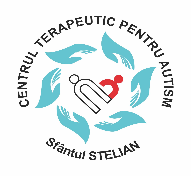 CENTRUL TERAPEUTIC PENTRU AUTISM
Sfântul STELIAN